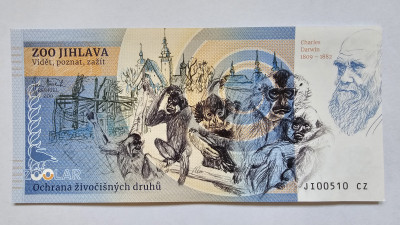 ZOO JIHLAVA
Vidět, poznat, zažít
Charles
Darwin
1809 - 1882
ZOOLAR
Ochrana živočišných druhů
JI00510 CZ